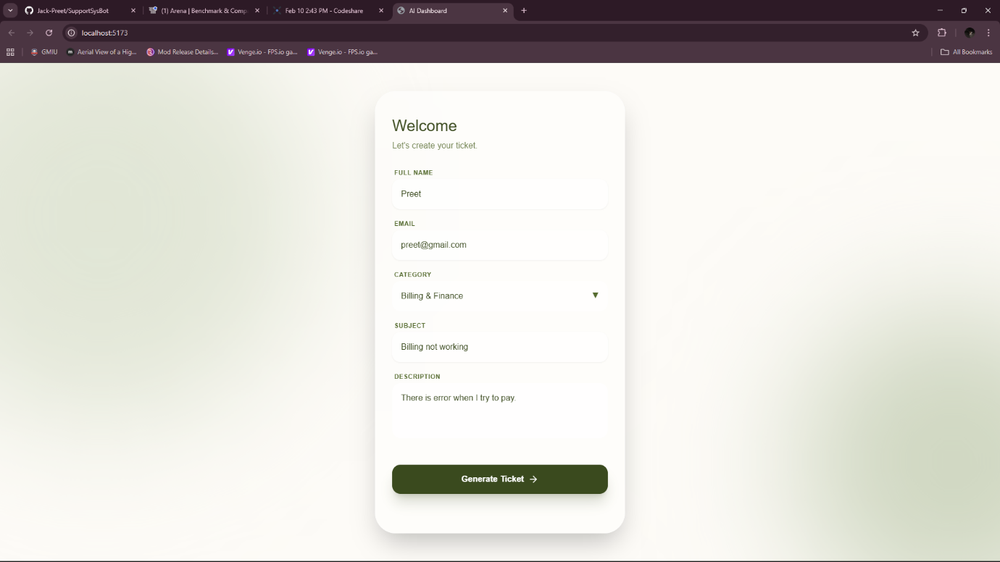 Jack-Preet/SupportSysBot
(1) Arena | Benchmark & Comp
Feb 10 2:43 PM - Codeshare
AI Dashboard
localhost:5173
GMIU
Aerial View of a Hig...
Mod Release Details...
Venge.io - FPS.io ga...
Venge.io - FPS.io ga...
All Bookmarks
Welcome
Let's create your ticket.
FULL NAME
Preet
EMAIL
preet@gmail.com
CATEGORY
Billing & Finance
SUBJECT
Billing not working
DESCRIPTION
There is error when I try to pay.
Generate Ticket →